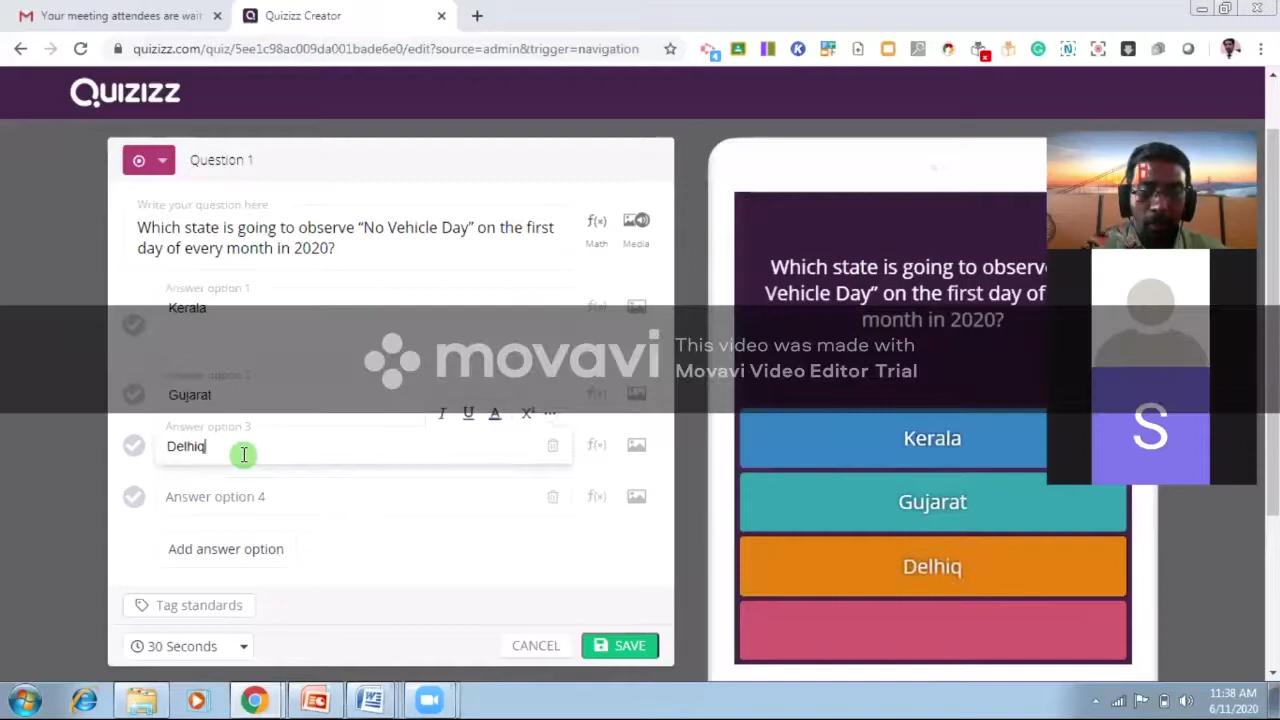 Your meeting attendees are wait
Quizizz Creator
quizizz.com/quiz/5ee1c98ac009da001bade6e0/edit?source=admin&trigger=navigation
QUIZIZZ
Question 1
Write your question here
Which state is going to observe “No Vehicle Day” on the first
day of every month in 2020?
f(x)
Math
Media
Answer option 1
Kerala
f(x)
Answer option 2
Gujarat
f(x)
I U A X² ...
Answer option 3
Delhiq
f(x)
Answer option 4
f(x)
Add answer option
Tag standards
30 Seconds
CANCEL
SAVE
Which state is going to observ
Vehicle Day” on the first day of
month in 2020?
Kerala
Gujarat
Delhiq
S
movavi
This video was made with
Movavi Video Editor Trial
11:38 AM
6/11/2020